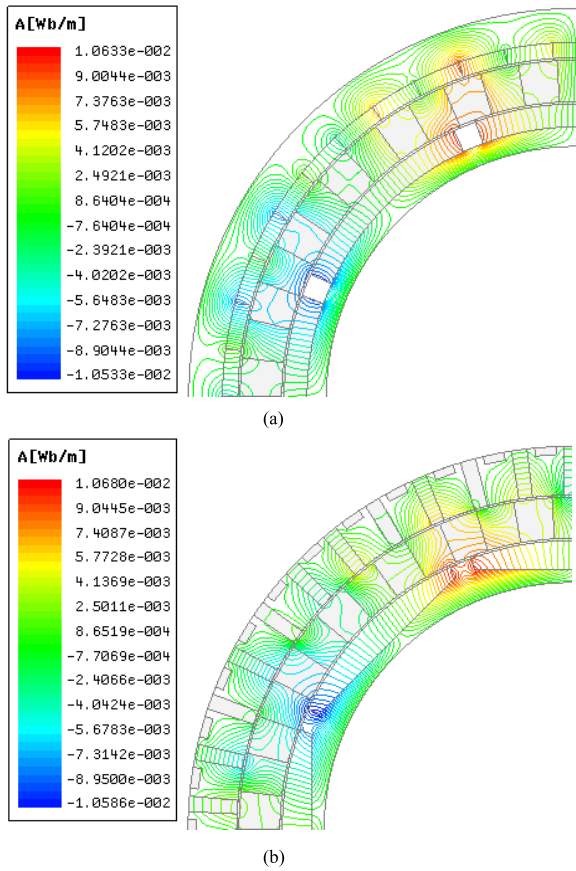 A[Wb/m]
1.0633e-002
9.0044e-003
7.3763e-003
5.7483e-003
4.1202e-003
2.4921e-003
8.6404e-004
-7.6404e-004
-2.3921e-003
-4.0202e-003
-5.6483e-003
-7.2763e-003
-8.9044e-003
-1.0533e-002
(a)
A[Wb/m]
1.0680e-002
9.0445e-003
7.4087e-003
5.7728e-003
4.1369e-003
2.5011e-003
8.6519e-004
-7.7069e-004
-2.4066e-003
-4.0424e-003
-5.6783e-003
-7.3142e-003
-8.9500e-003
-1.0586e-002
(b)